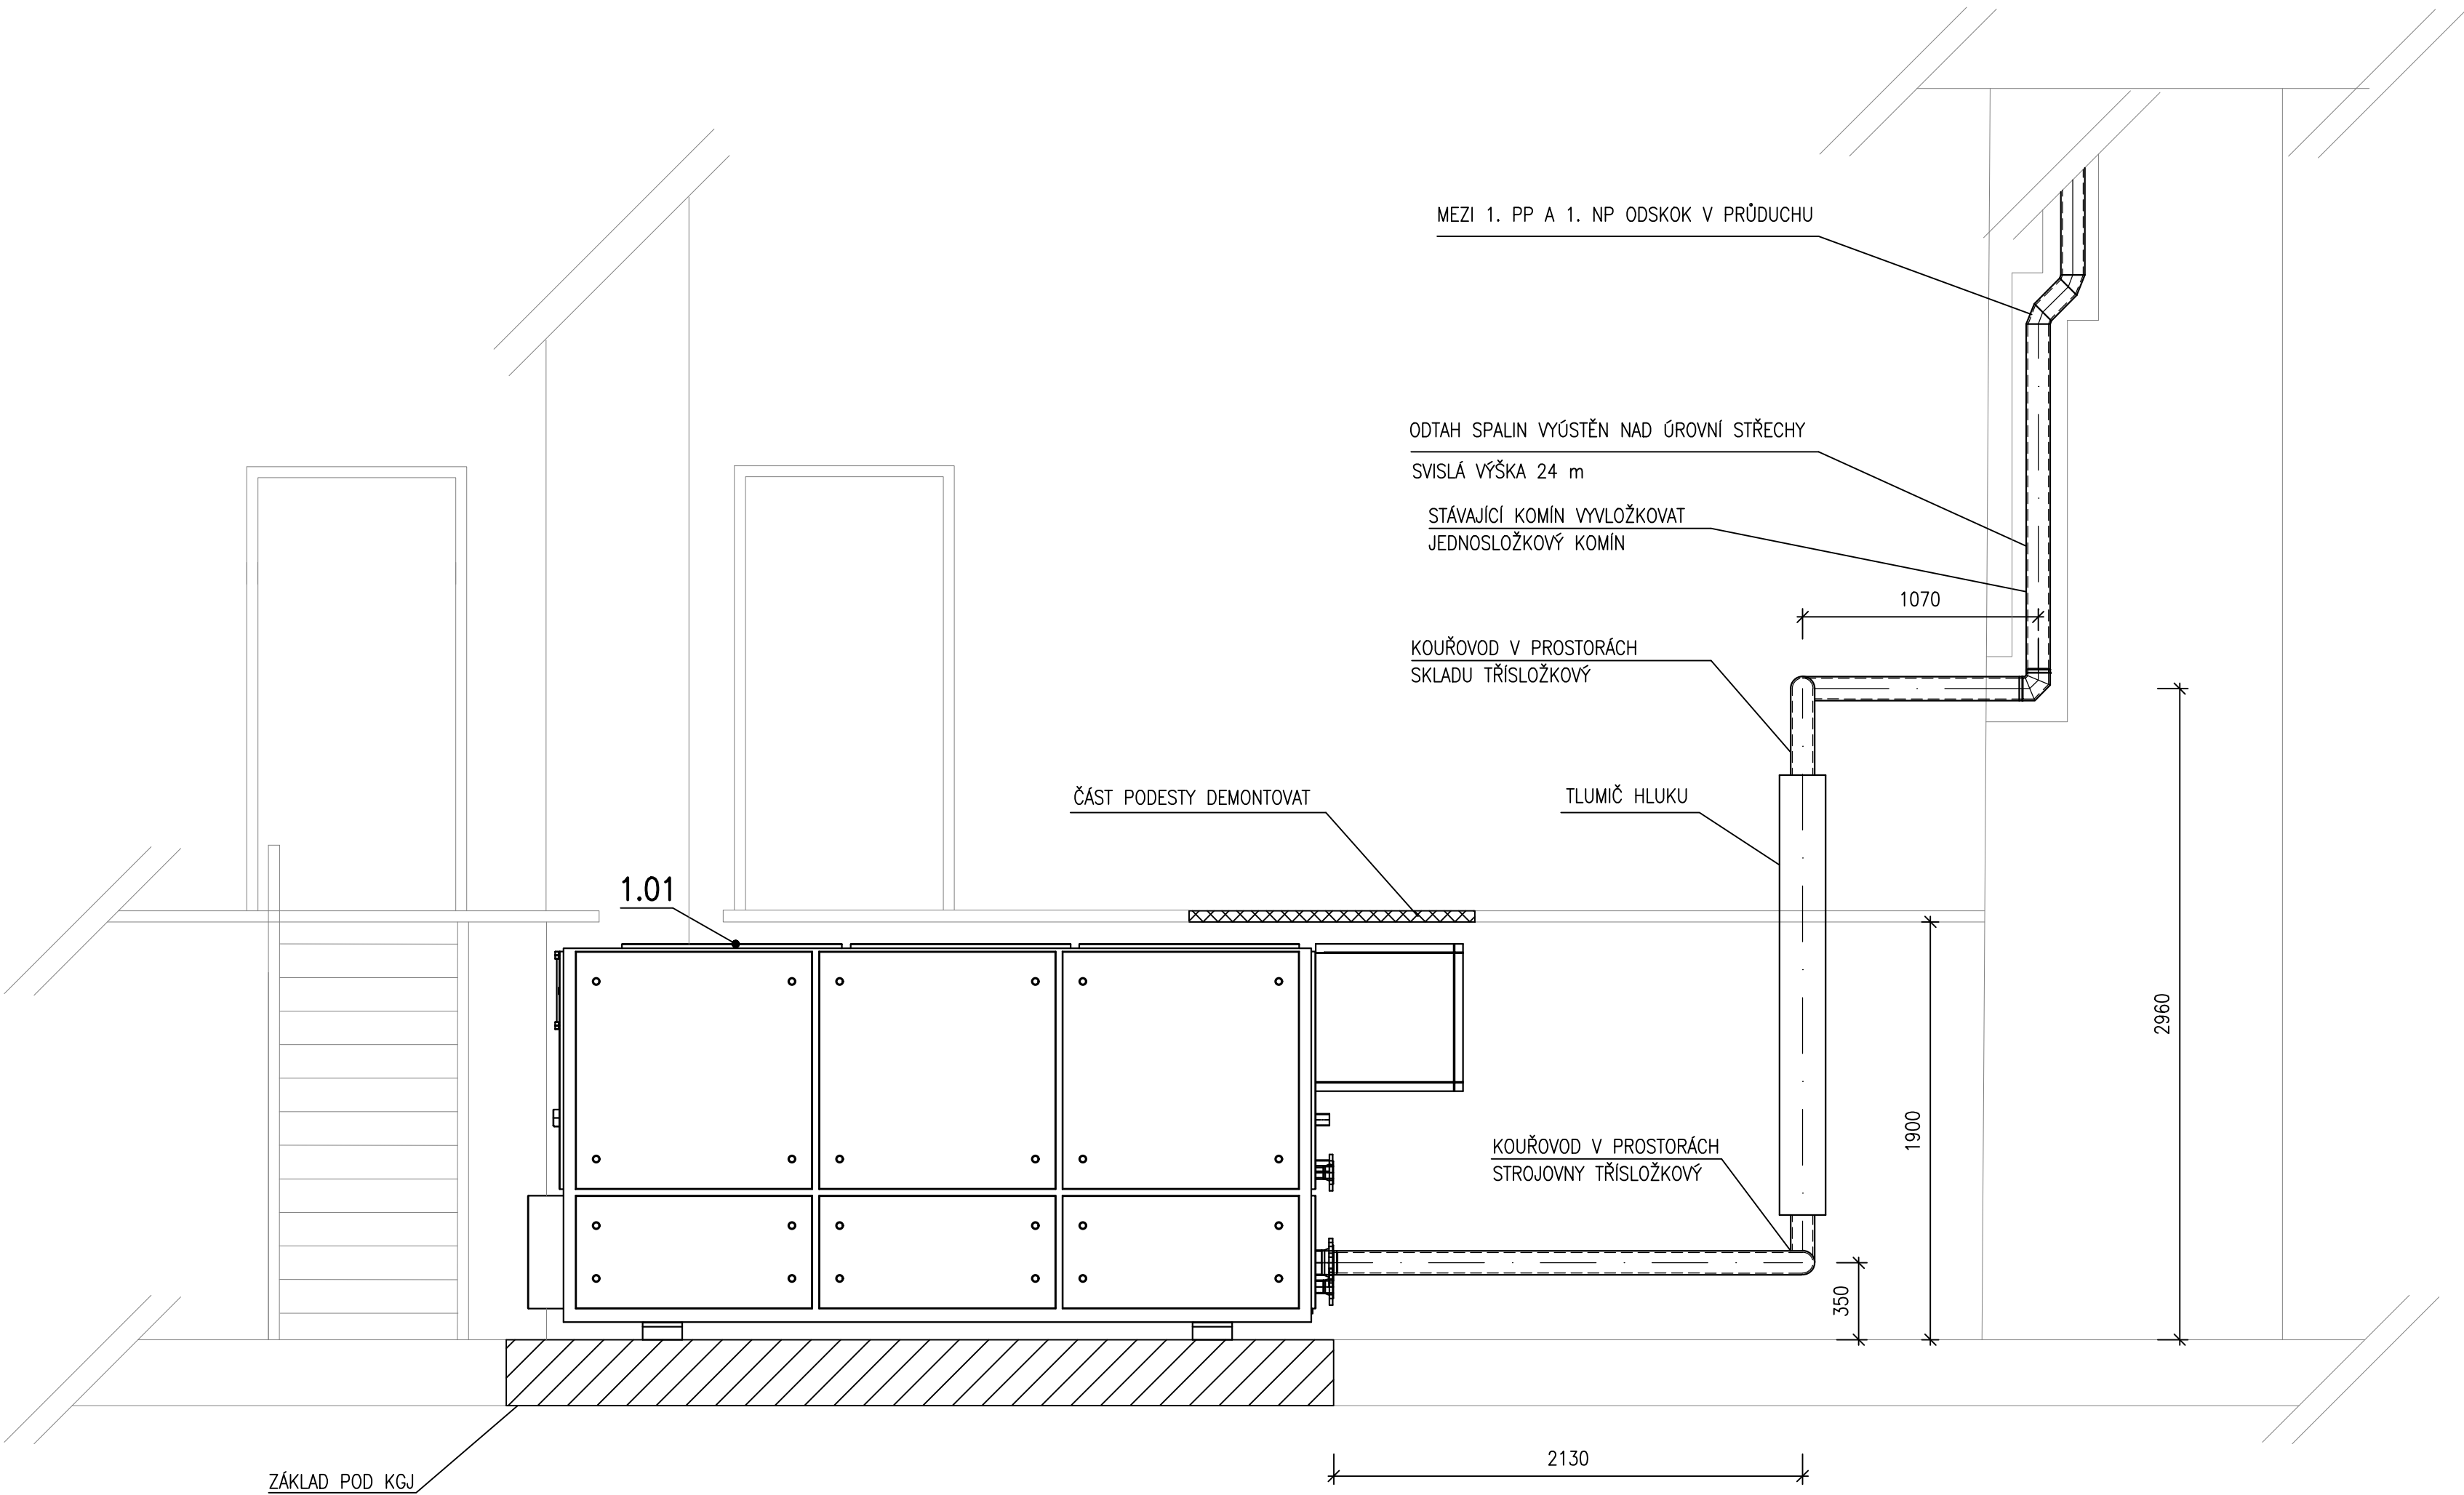 MEZI 1. PP A 1. NP ODSKOK V PRŮDUCHU
ODTAH SPALIN VYÚSTĚN NAD ÚROVNÍ STŘECHY
SVISLÁ VÝŠKA 24 m
STÁVAJÍCÍ KOMÍN VYVLOŽKOVAT
JEDNOSLOŽKOVÝ KOMÍN
1070
KOUŘOVOD V PROSTORÁCH
SKLADU TŘÍSLOŽKOVÝ
ČÁST PODESTY DEMONTOVAT
TLUMIČ HLUKU
1.01
2960
1900
KOUŘOVOD V PROSTORÁCH
STROJOVNY TŘÍSLOŽKOVÝ
350
2130
ZÁKLAD POD KGJ